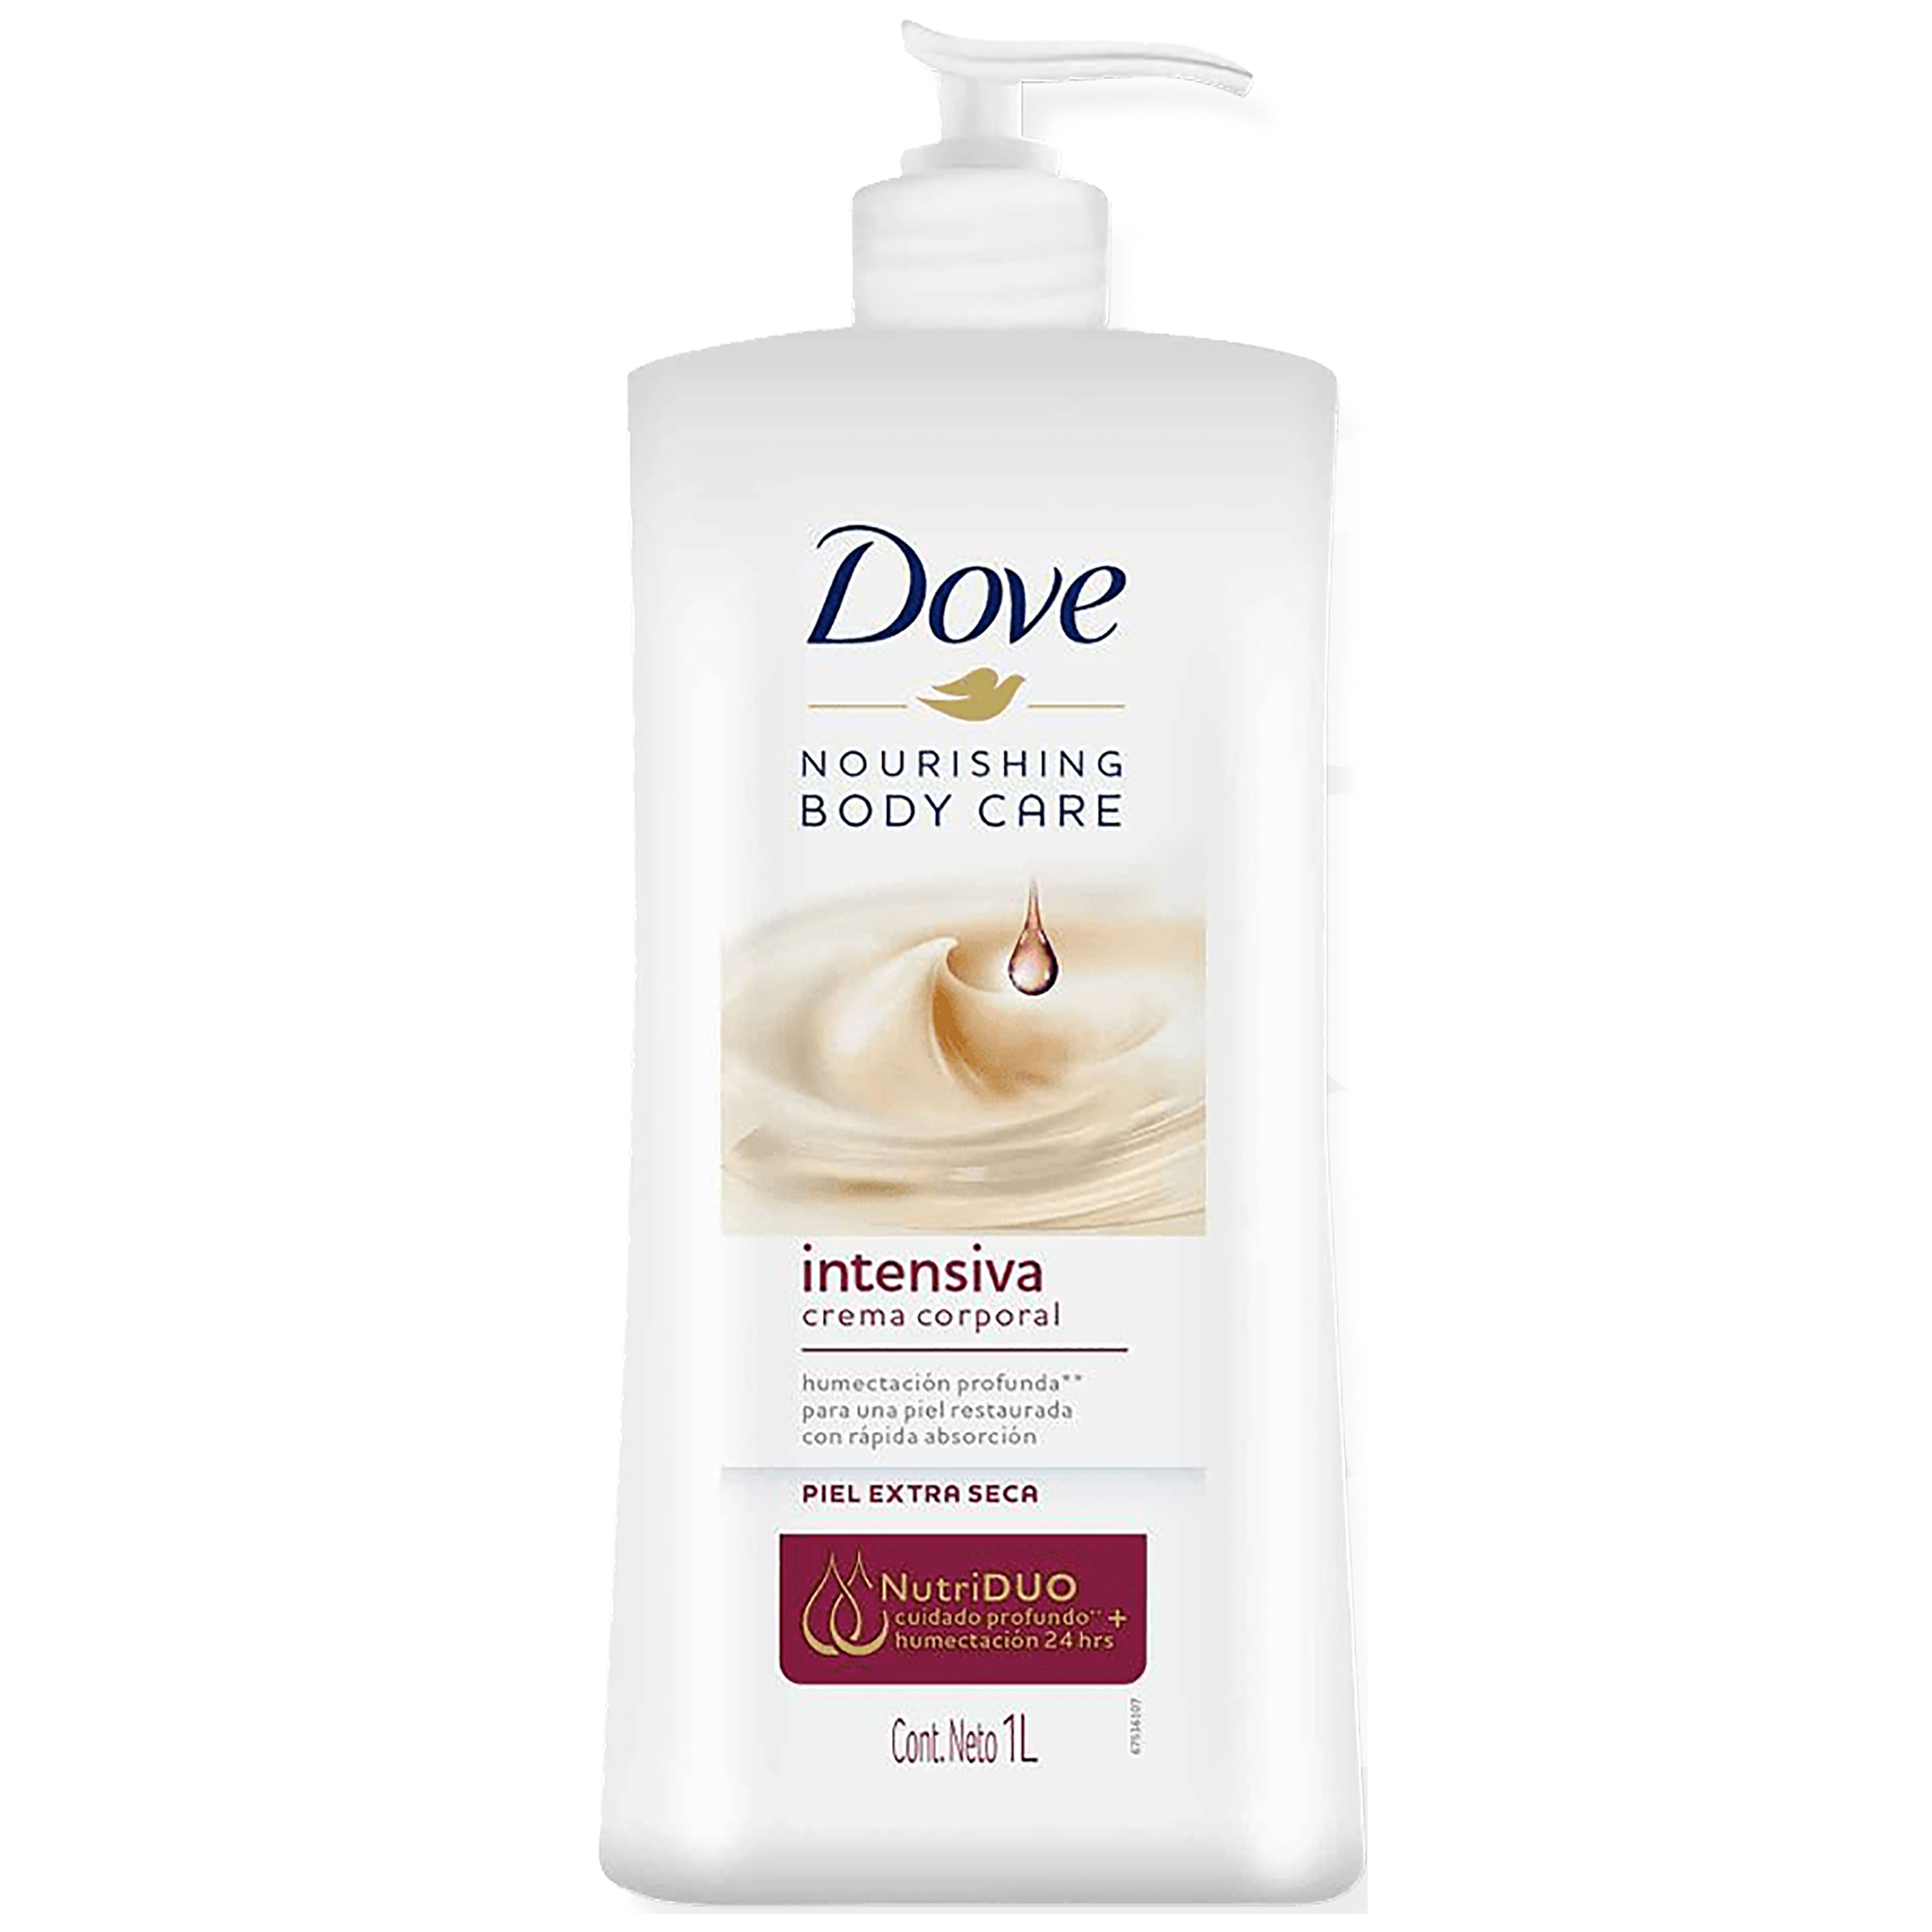 Dove
NOURISHING
BODY CARE
intensiva
crema corporal
humectación profunda**
para una piel restaurada
con rápida absorción
PIEL EXTRA SECA
NutriDUO
cuidado profundo** +
humectación 24 hrs
Cont. Neto 1L
67516107